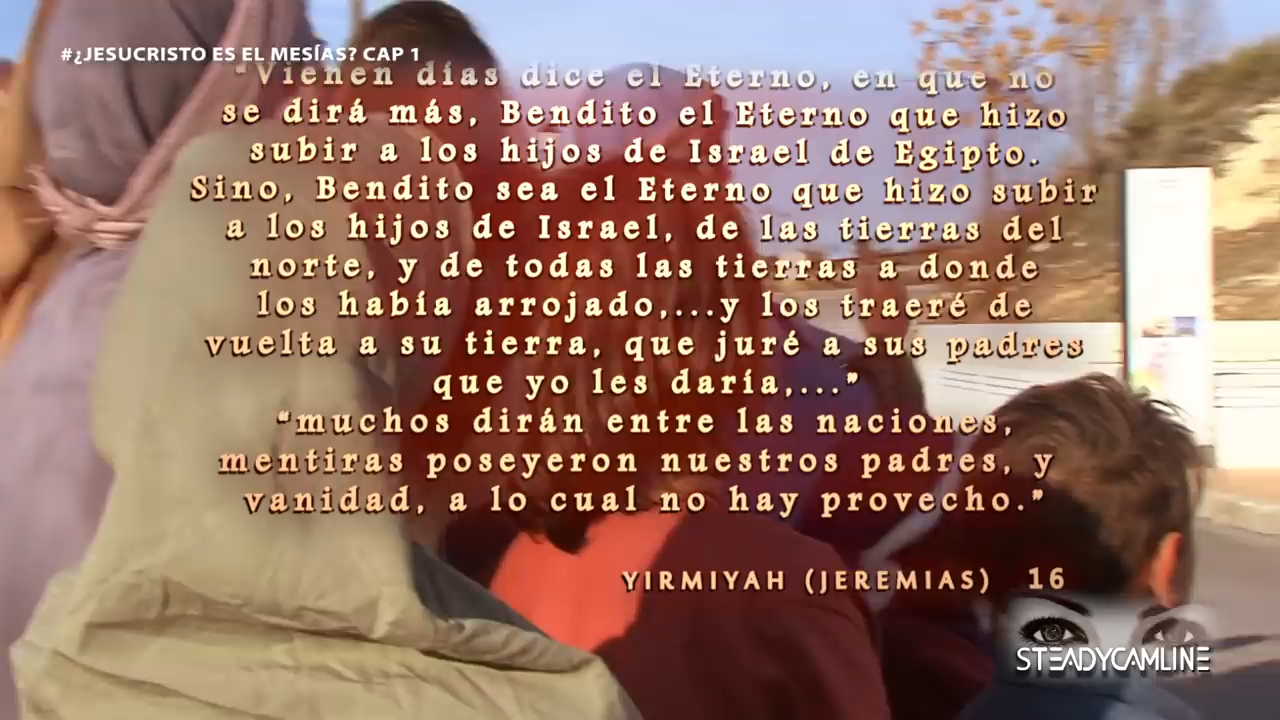 #¿JESUCRISTO ES EL MESÍAS? CAP 1
“Vienen días dice el Eterno, en que no
se dirá más, Bendito el Eterno que hizo
subir a los hijos de Israel de Egipto.
Sino, Bendito sea el Eterno que hizo subir
a los hijos de Israel, de las tierras del
norte, y de todas las tierras a donde
los había arrojado,...y los traeré de
vuelta a su tierra, que juré a sus padres
que yo les daría,...”
“muchos dirán entre las naciones,
mentiras poseyeron nuestros padres, y
vanidad, a lo cual no hay provecho.”
YIRMIYAH (JEREMIAS) 16
STEADYCAMLINE